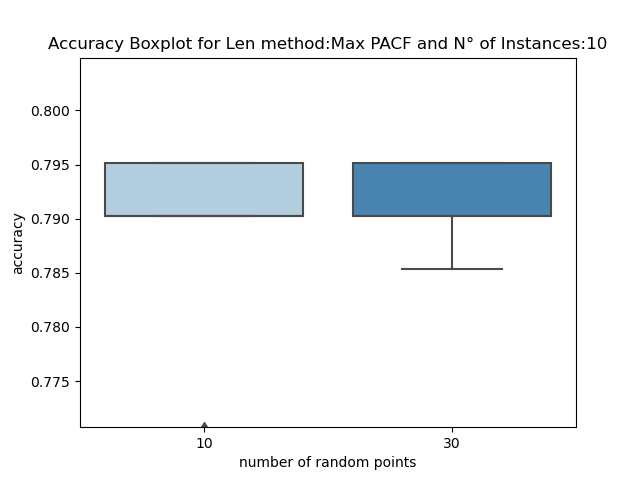 Accuracy Boxplot for Len method:Max PACF and N° of Instances:10
0.800
0.795
0.790
0.785
0.780
0.775
accuracy
10 30
number of random points